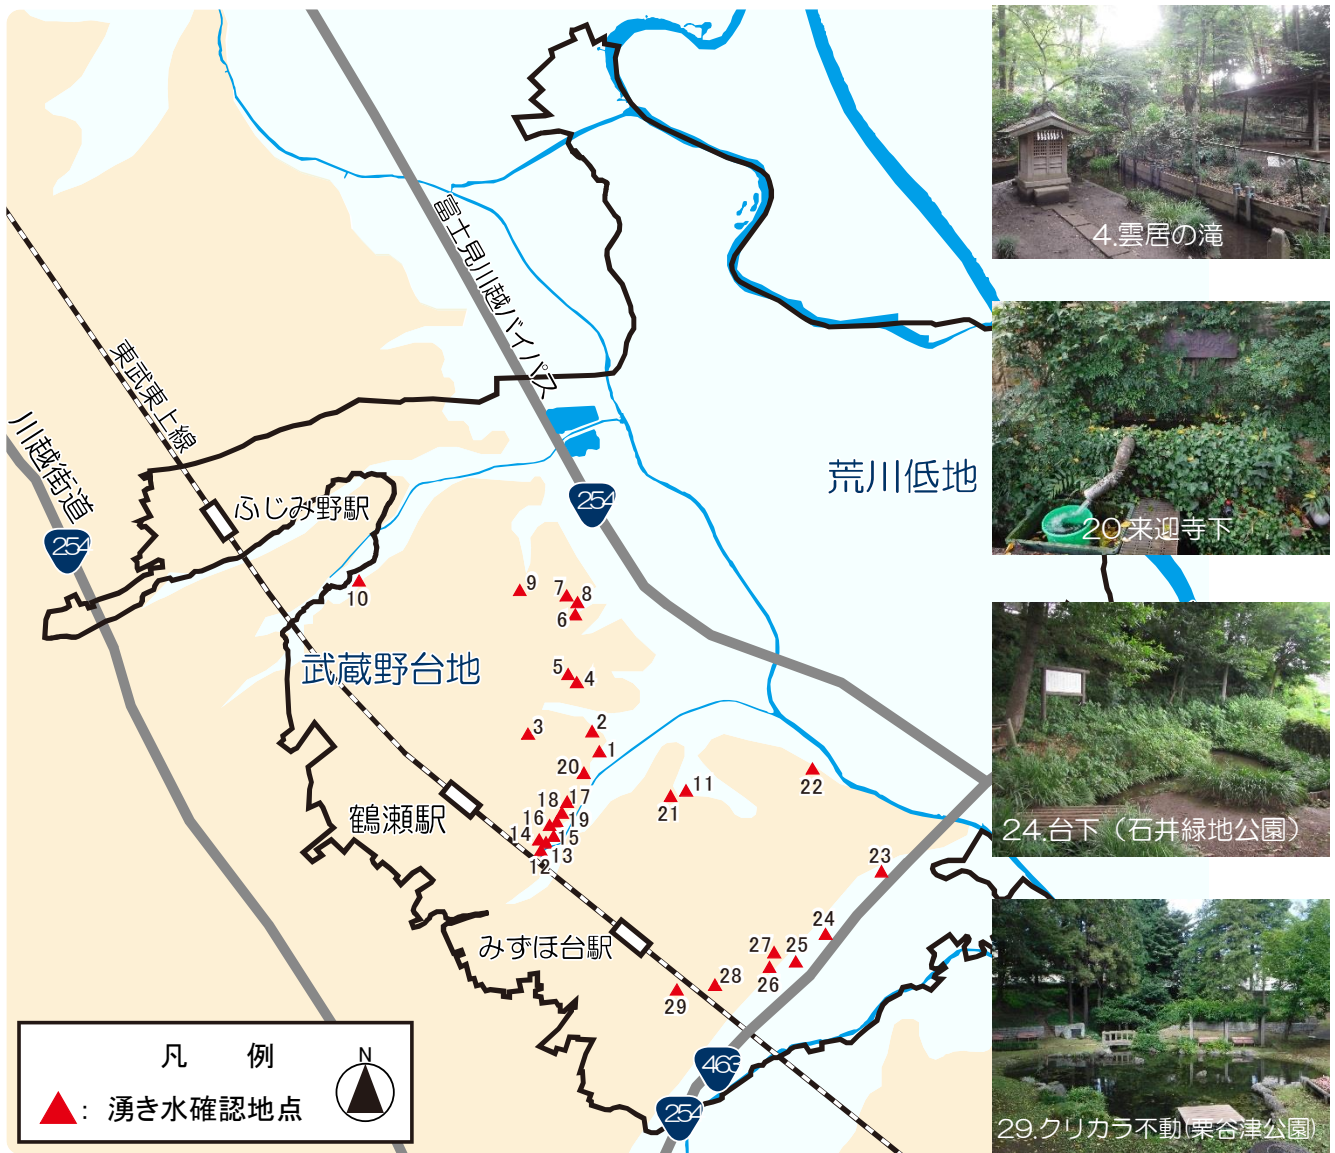 4.雲居の滝
富士見川越バイパス
東武東上線
川越街道
20.来迎寺下
荒川低地
254
ふじみ野駅
254
10
9
7
8
6
武蔵野台地
5
4
3
2
1
20
22
11
21
18
17
16
19
14
15
13
12
鶴瀬駅
24.台下（石井緑地公園）
23
24
みずほ台駅
27
25
26
28
29
463
254
凡 例
N
▲： 湧き水確認地点
29.クリカラ不動(栗谷津公園)